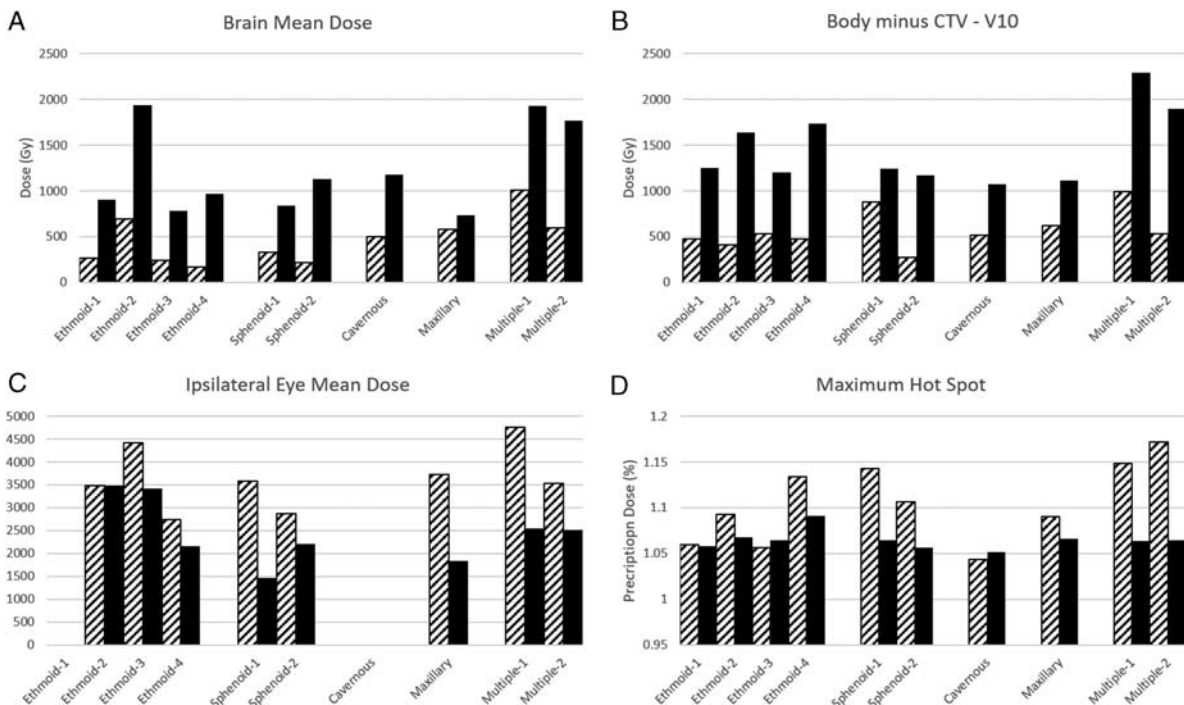 A
Brain Mean Dose
2500
2000
1500
1000
500
0
Dose (Gy)
Ethmoid-1
Ethmoid-2
Ethmoid-3
Ethmoid-4
Sphenoid-1
Sphenoid-2
Cavernous
Maxillary
Multiple-1
Multiple-2
B
Body minus CTV - V10
2500
2000
1500
1000
500
0
Dose (Gy)
Ethmoid-1
Ethmoid-2
Ethmoid-3
Ethmoid-4
Sphenoid-1
Sphenoid-2
Cavernous
Maxillary
Multiple-1
Multiple-2
C
Ipsilateral Eye Mean Dose
5000
4500
4000
3500
3000
2500
2000
1500
1000
500
0
Ethmoid-1
Ethmoid-2
Ethmoid-3
Ethmoid-4
Sphenoid-1
Sphenoid-2
Cavernous
Maxillary
Multiple-1
Multiple-2
D
Maximum Hot Spot
1.2
1.15
1.1
1.05
1
0.95
Precriptiopn Dose (%)
Ethmoid-1
Ethmoid-2
Ethmoid-3
Ethmoid-4
Sphenoid-1
Sphenoid-2
Cavernous
Maxillary
Multiple-1
Multiple-2